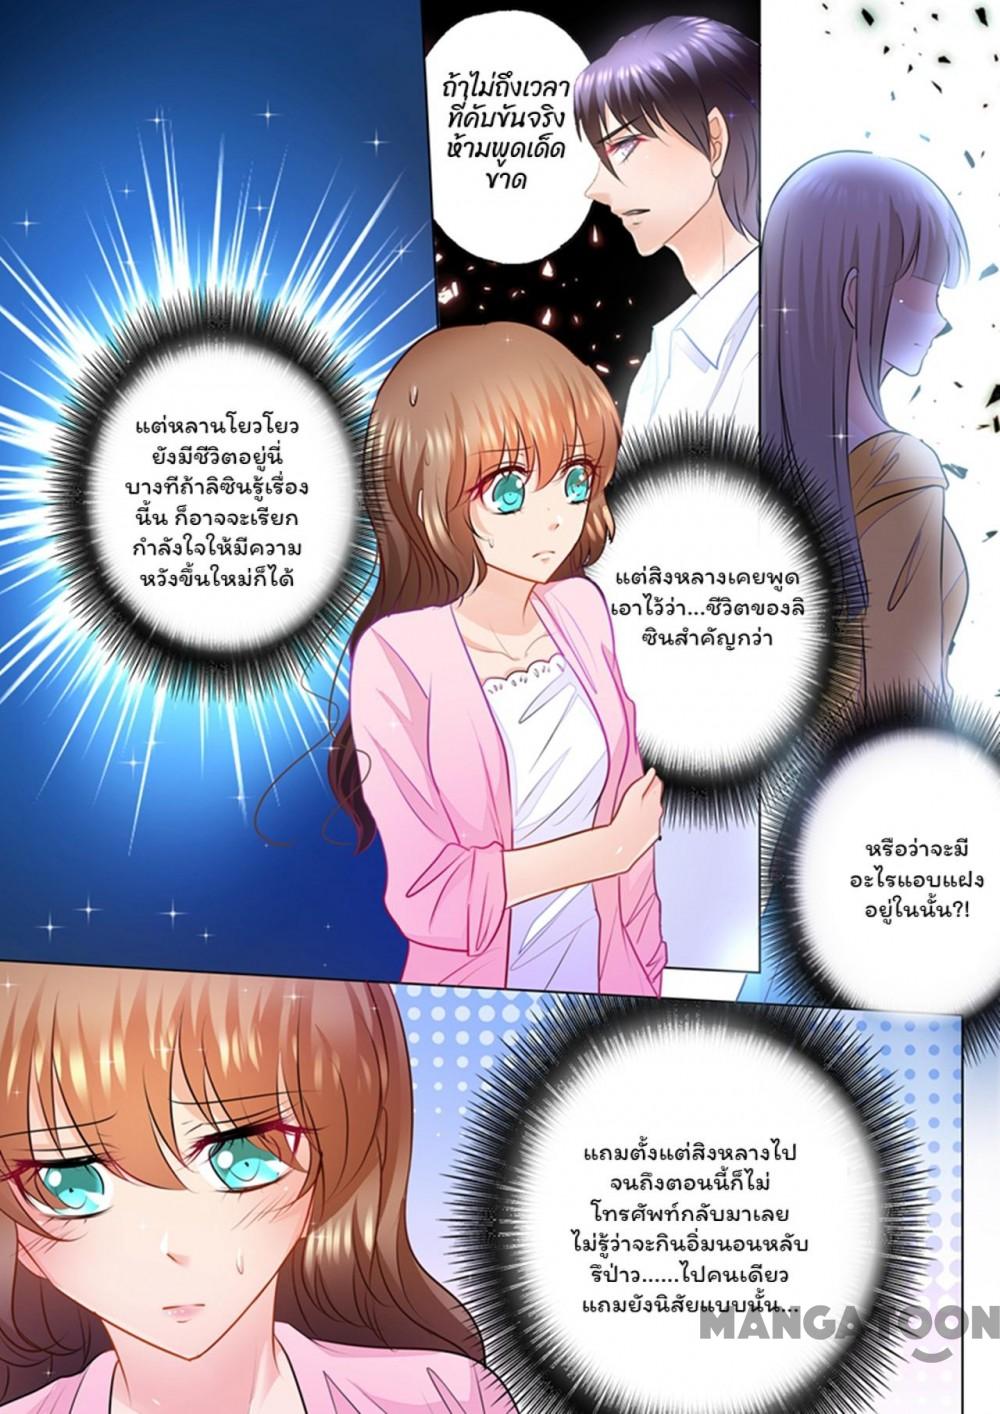 ถ้าไม่ถึงเวลา
ที่คับขันจริง
ห้ามพูดเด็ด
ขาด
แต่หลานโยวโยว
ยังมีชีวิตอยู่นี่
บางทีถ้าลิซินรู้เรื่อง
นี้น ก็อาจจะเรียก
กำลังใจให้มีความ
หวังขึ้นใหม่ก็ได้
แต่สิงหลางเคยพูด
เอาไว้ว่า...ชีวิตของลิ
ซินสำคัญกว่า
หรือว่าจะมี
อะไรแอบแฝง
อยู่ในนั้น?!
แถมตั้งแต่สิงหลางไป
จนถึงตอนนี้ก็ไม่
โทรศัพท์กลับมาเลย
ไม่รู้ว่าจะกินอิ่มนอนหลับ
รึป่าว......ไปคนเดียว
แถมยังนิสัยแบบนั้น...
MANGATOON